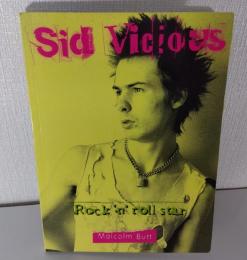 Sid Vicious
Rock 'n' roll star
Malcolm Butt